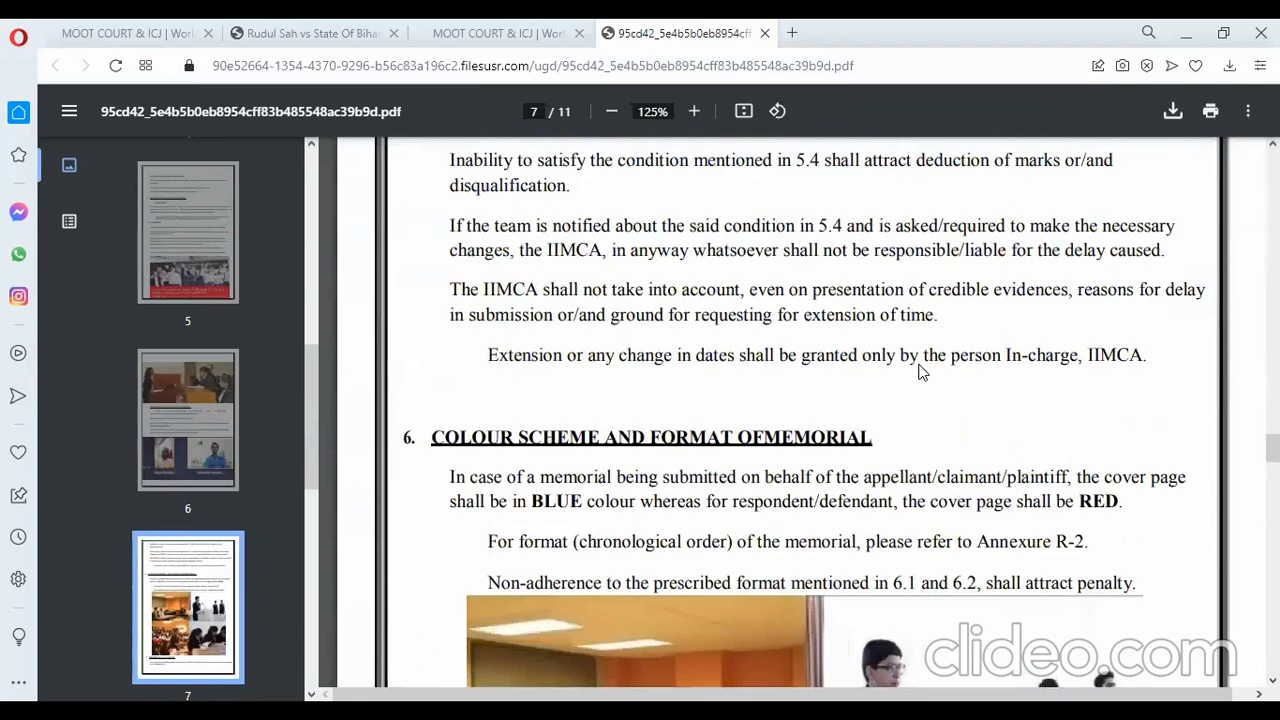 MOOT COURT & ICJ | Worl
Rudul Sah vs State Of Bihar
MOOT COURT & ICJ | Worl
95cd42_5e4b5b0eb8954cff
90e52664-1354-4370-9296-b56c83a196c2.filesusr.com/ugd/95cd42_5e4b5b0eb8954cff83b485548ac39b9d.pdf
95cd42_5e4b5b0eb8954cff83b485548ac39b9d.pdf
7 / 11
125%
Inability to satisfy the condition mentioned in 5.4 shall attract deduction of marks or/and
disqualification.
If the team is notified about the said condition in 5.4 and is asked/required to make the necessary
changes, the IIMCA, in anyway whatsoever shall not be responsible/liable for the delay caused.
The IIMCA shall not take into account, even on presentation of credible evidences, reasons for delay
in submission or/and ground for requesting for extension of time.
Extension or any change in dates shall be granted only by the person In-charge, IIMCA.
6. COLOUR SCHEME AND FORMAT OFMEMORIAL
In case of a memorial being submitted on behalf of the appellant/claimant/plaintiff, the cover page
shall be in BLUE colour whereas for respondent/defendant, the cover page shall be RED.
For format (chronological order) of the memorial, please refer to Annexure R-2.
Non-adherence to the prescribed format mentioned in 6.1 and 6.2, shall attract penalty.
5
6
7
clideo.com